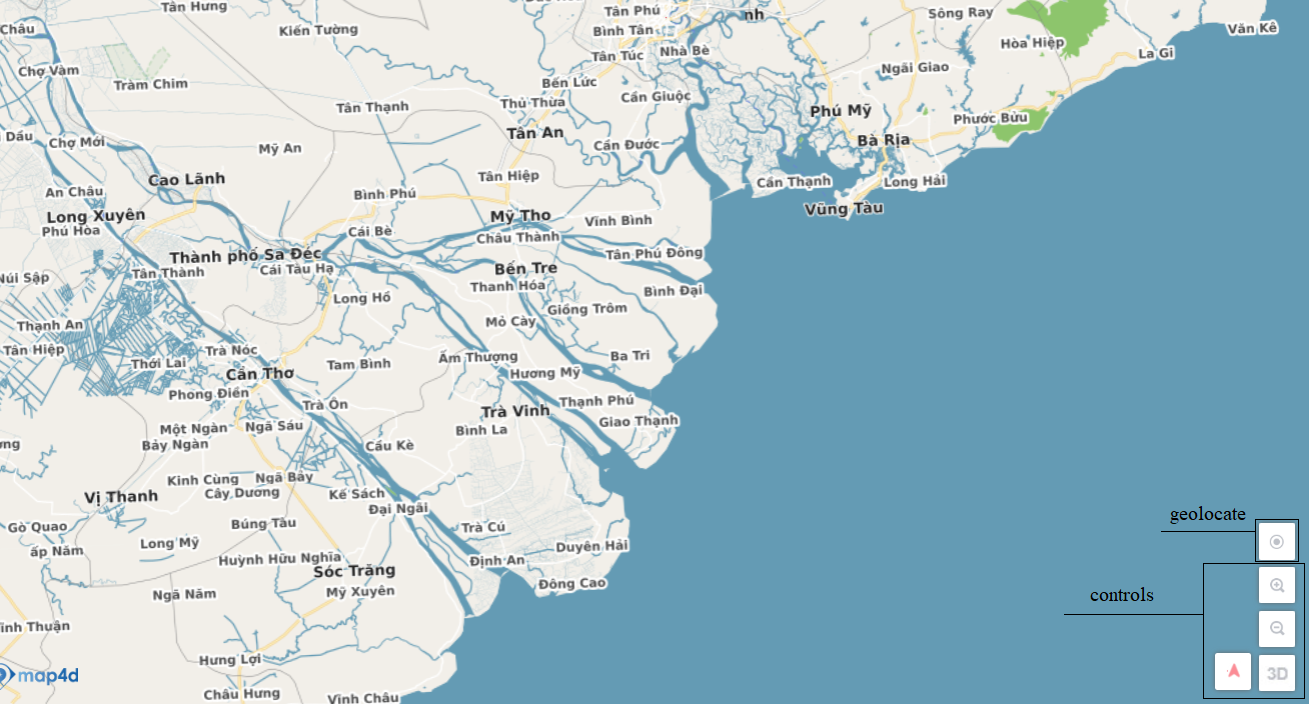 Tân Hưng
Tân Phú
nh
Sông Ray
Châu
Kiến Tường
Bình Tân
Văn Kê
Hòa Hiệp
Nhà Bè
Tân Túc
La Gi
Chợ Vàm
Ngãi Giao
Tràm Chim
Bến Lức
Cần Giuộc
Thủ Thừa
Tân Thạnh
Phú Mỹ
Phước Bửu
Tân An
Dầu
Chợ Mới
Bà Rịa
Cần Đước
Mỹ An
Tân Hiệp
Cao Lãnh
Cần Thạnh
Long Hải
An Châu
Bình Phú
Vũng Tàu
Long Xuyên
Mỹ Tho
Vĩnh Bình
Phú Hòa
Cái Bè
Châu Thành
Thành phố Sa Đéc
Tân Phú Đông
Cái Tàu Hạ
Bến Tre
Tân Thành
Núi Sập
Thanh Hóa
Bình Đại
Long Hồ
Giồng Trôm
Mỏ Cày
Thạnh An
Tân Hiệp
Trà Nóc
Ấm Thượng
Ba Tri
Thới Lai
Tam Bình
Cần Thơ
Hương Mỹ
Phong Điền
Thạnh Phú
Trà Ôn
Trà Vinh
Giao Thạnh
Một Ngàn
Ngã Sáu
Bình La
Bảy Ngàn
Cầu Kè
Kinh Cùng
Ngã Bảy
Cây Dương
Kế Sách
Vị Thanh
Đại Ngãi
geolocate
Gò Quao
Búng Tàu
Trà Cú
ấp Năm
Long Mỹ
Duyên Hải
Huỳnh Hữu Nghĩa
Định An
Sóc Trăng
Đông Cao
Ngã Năm
Mỹ Xuyên
controls
ĩnh Thuận
Hưng Lợi
map4d
3D
Châu Hưng
Vĩnh Châu